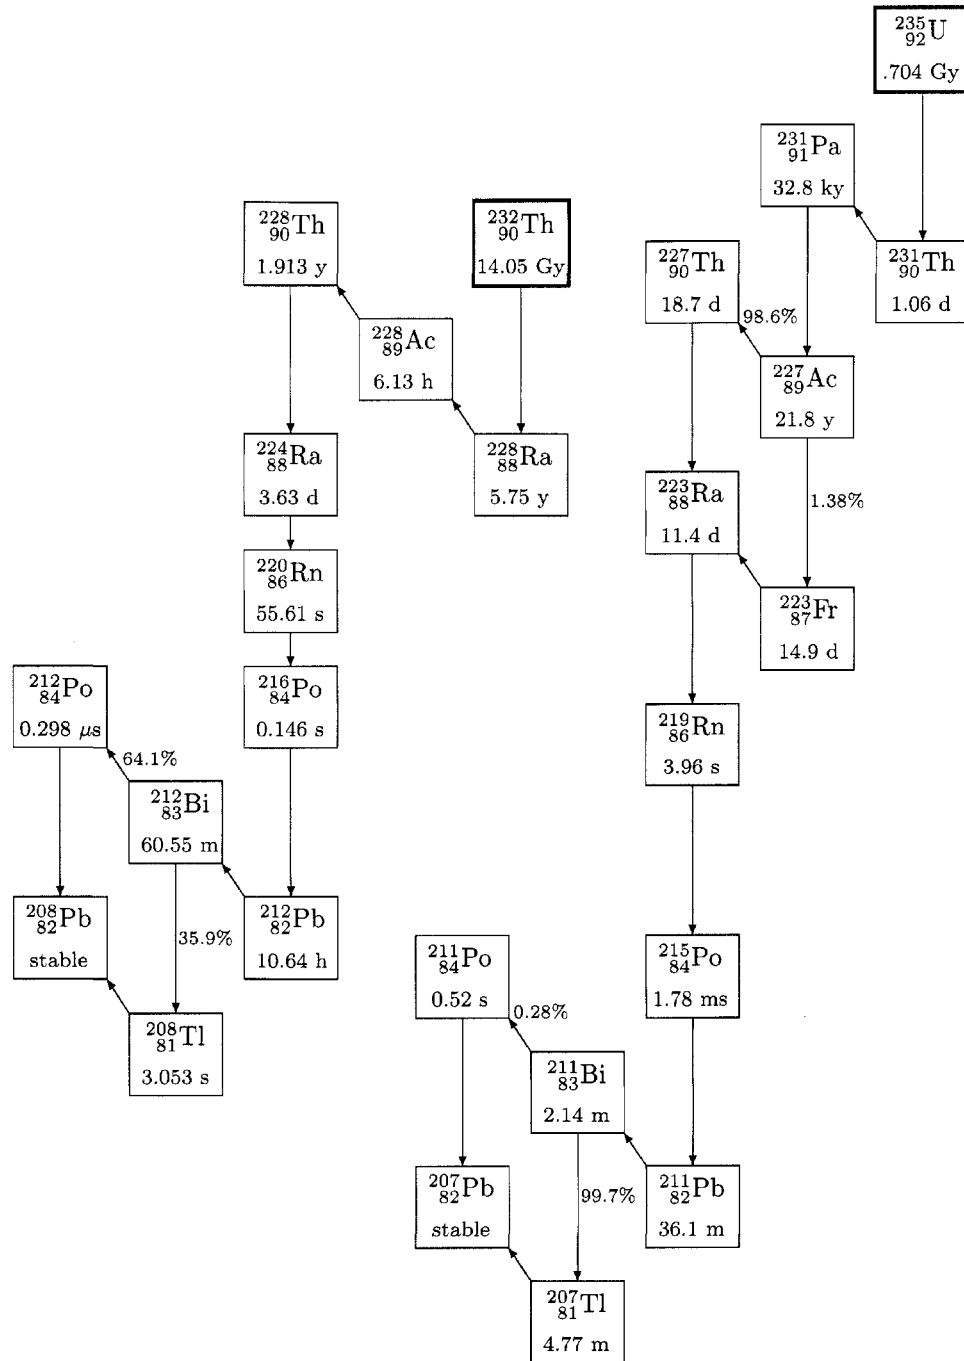 235 92 U
.704 Gy
231 91 Pa
32.8 ky
228 90 Th
1.913 y
232 90 Th
14.05 Gy
227 90 Th
18.7 d
231 90 Th
1.06 d
98.6%
228 89 Ac
6.13 h
227 89 Ac
21.8 y
224 88 Ra
3.63 d
228 88 Ra
5.75 y
223 88 Ra
11.4 d
1.38%
220 86 Rn
55.61 s
223 87 Fr
14.9 d
212 84 Po
0.298 μs
216 84 Po
0.146 s
219 86 Rn
3.96 s
64.1%
212 83 Bi
60.55 m
208 82 Pb
stable
35.9%
212 82 Pb
10.64 h
211 84 Po
0.52 s
215 84 Po
1.78 ms
0.28%
208 81 Tl
3.053 s
211 83 Bi
2.14 m
207 82 Pb
stable
99.7%
211 82 Pb
36.1 m
207 81 Tl
4.77 m